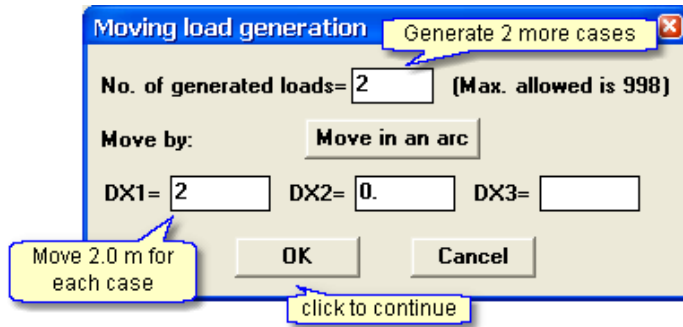 Moving load generation
Generate 2 more cases
No. of generated loads= 2 (Max. allowed is 998)
Move by: Move in an arc
DX1= 2 DX2= 0. DX3=
Move 2.0 m for
each case
OK Cancel
click to continue